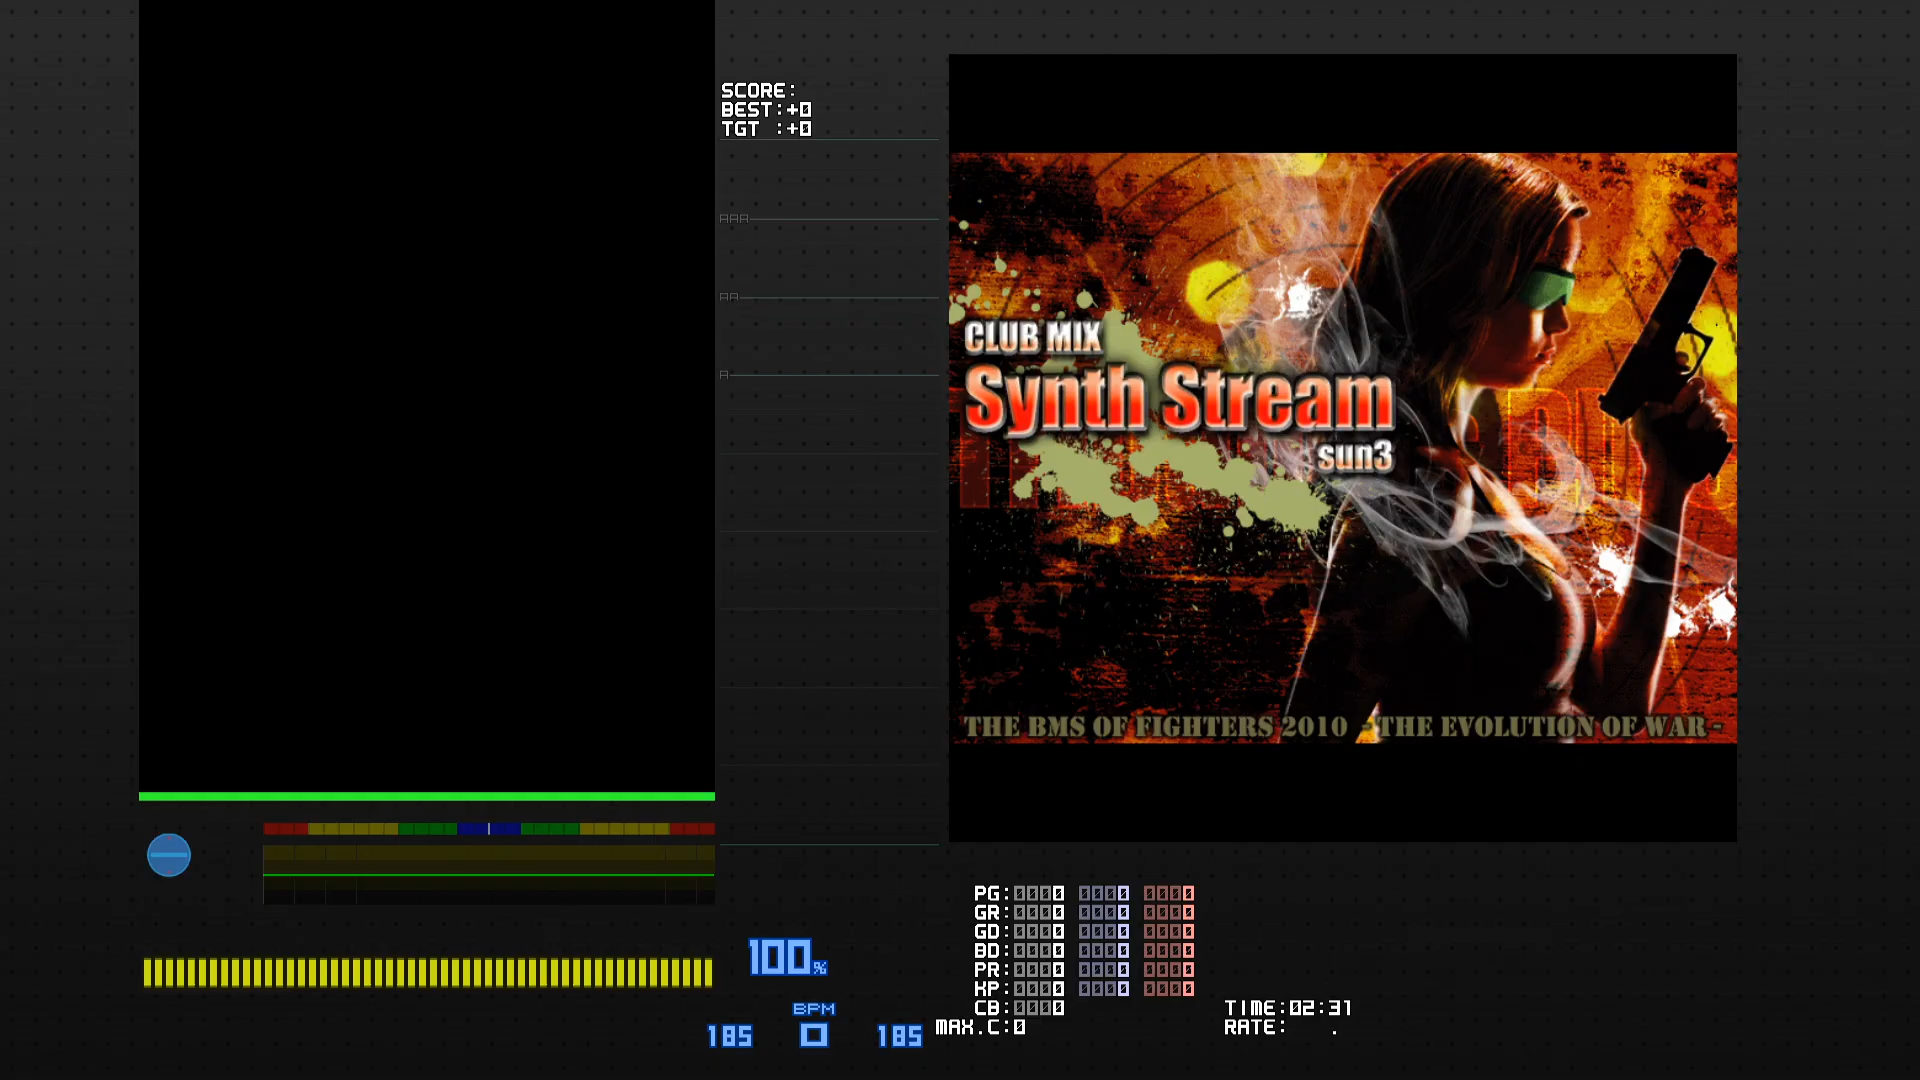 SCORE:
BEST:+0
TGT :+0
AAA
AA
A
CLUB MIX
Synth Stream
sun3
THE BMS OF FIGHTERS 2010 -THE EVOLUTION OF WAR-
PG:0000 0000 0000
GR:0000 0000 0000
GD:0000 0000 0000
BD:0000 0000 0000
PR:0000 0000 0000
KP:0000 0000 0000
CB:0000
MAX.C:0
TIME:02:31
RATE: .
100%
BPM
185 0 185